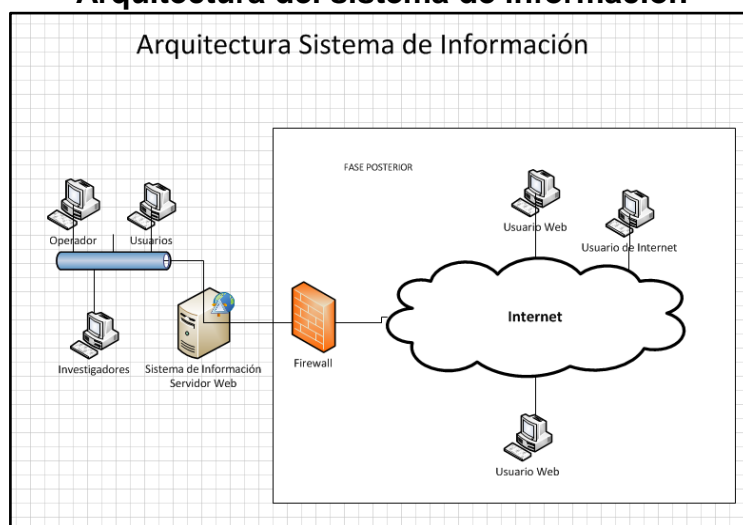 Arquitectura del sistema de información
Arquitectura Sistema de Información
FASE POSTERIOR
Operador
Usuarios
Usuario Web
Usuario de Internet
Internet
Investigadores
Sistema de Información
Servidor Web
Firewall
Usuario Web